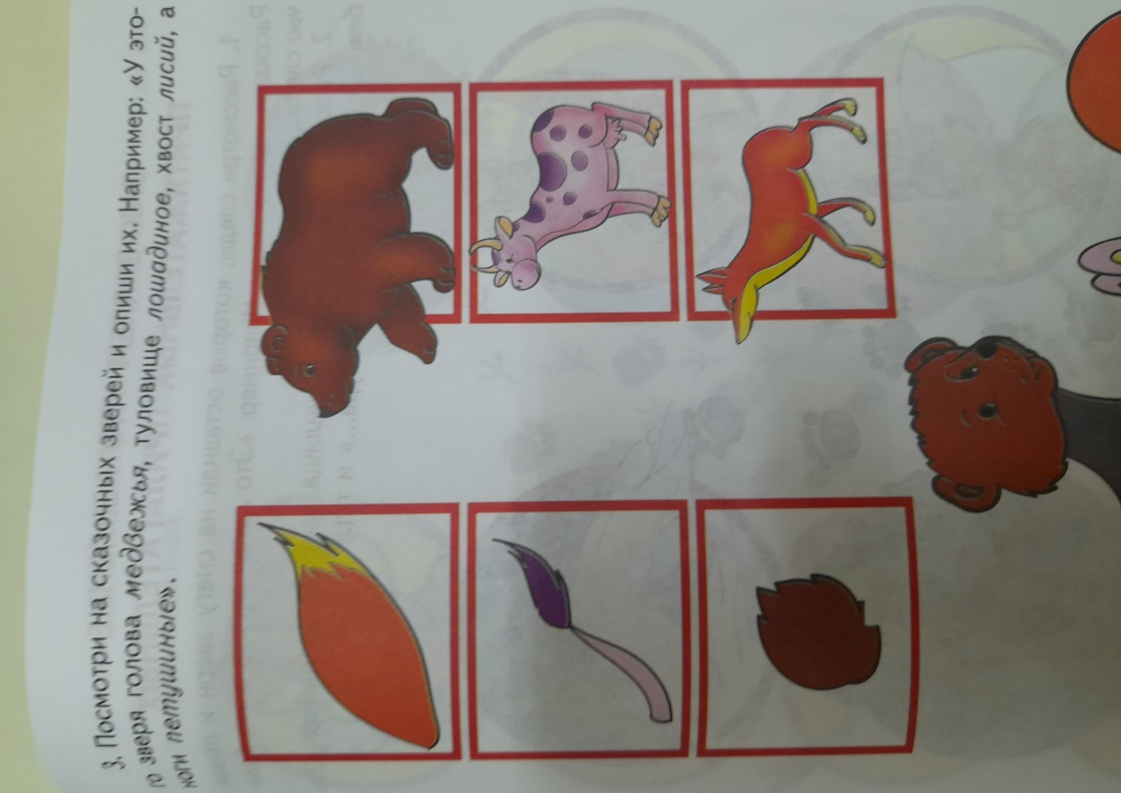 3. Посмотри на сказочных зверей и опиши их. Например: «У это-
го зверя голова медвежья, туловище лошадиное, хвост лисий, а
ноги петушиные».